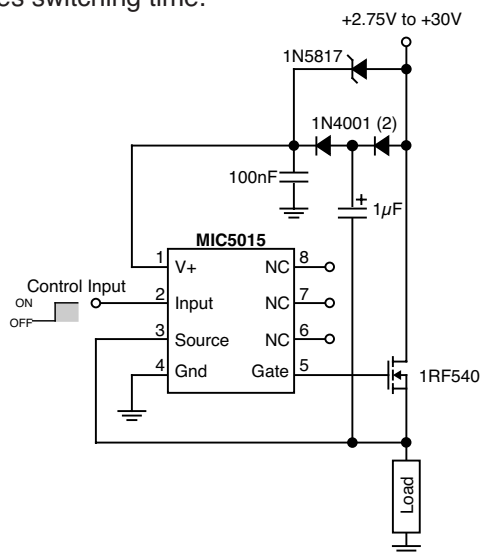 es switching time.
+2.75V to +30V
1N5817
1N4001 (2)
100nF
+
1µF
MIC5015
1 V+ NC 8
Control Input
ON
OFF
2 Input NC 7
3 Source NC 6
4 Gnd Gate 5
1RF540
Load